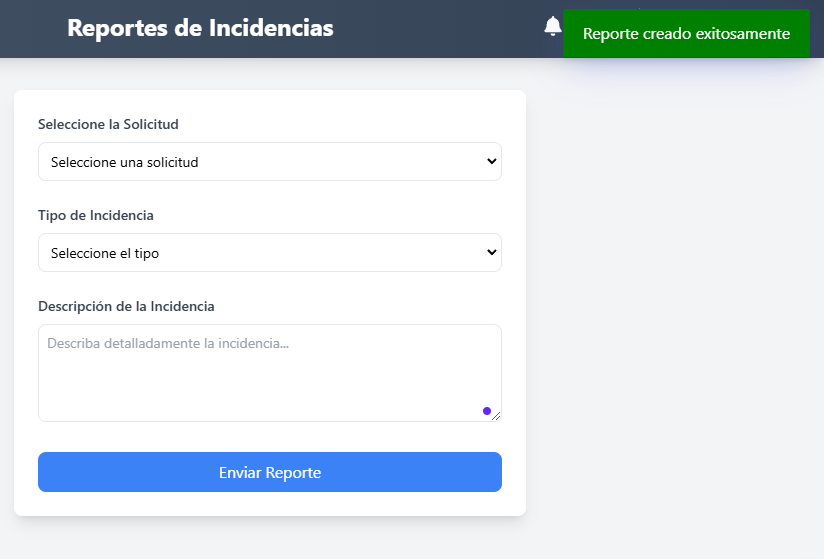 Reportes de Incidencias
Reporte creado exitosamente
Seleccione la Solicitud
Seleccione una solicitud
Tipo de Incidencia
Seleccione el tipo
Descripción de la Incidencia
Describa detalladamente la incidencia...
Enviar Reporte